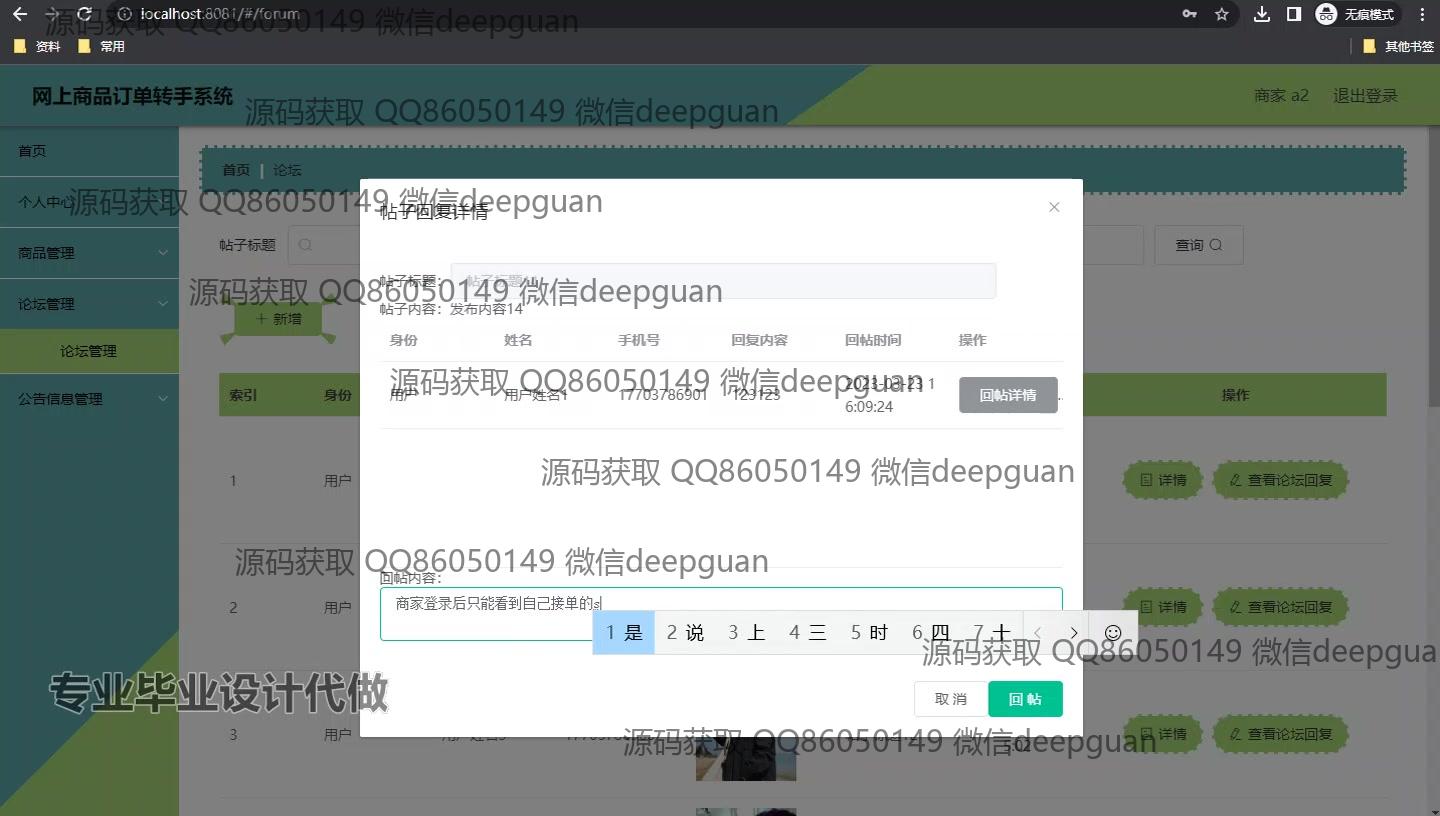 localhost:8081/#/forum
无痕模式
资料
常用
其他书签
网上商品订单转手系统
商家 a2
退出登录
源码获取 QQ86050149 微信deepguan
源码获取 QQ86050149 微信deepguan
首页
个人中心
商品管理
论坛管理
论坛管理
公告信息管理
首页
论坛
源码获取 QQ86050149 微信deepguan
帖子标题
查询
新增
索引
身份
操作
1
用户
详情
查看论坛回复
2
用户
详情
查看论坛回复
3
用户
详情
查看论坛回复
帖子回复详情
帖子标题:
帖子标题14
源码获取 QQ86050149 微信deepguan
帖子内容: 发布内容14
身份
姓名
手机号
回复内容
回帖时间
操作
源码获取 QQ86050149 微信deepguan
用户
用户姓名1
17703786901
123123
2023-03-23 1
6:09:24
回帖详情
源码获取 QQ86050149 微信deepguan
源码获取 QQ86050149 微信deepguan
回帖内容:
商家登录后只能看到自己接单的s
1 是 2 说 3 上 4 三 5 时 6 四 7 十
源码获取 QQ86050149 微信deepgua
专业毕业设计代做
取 消
回 帖
源码获取 QQ86050149 微信deepguan
5:02